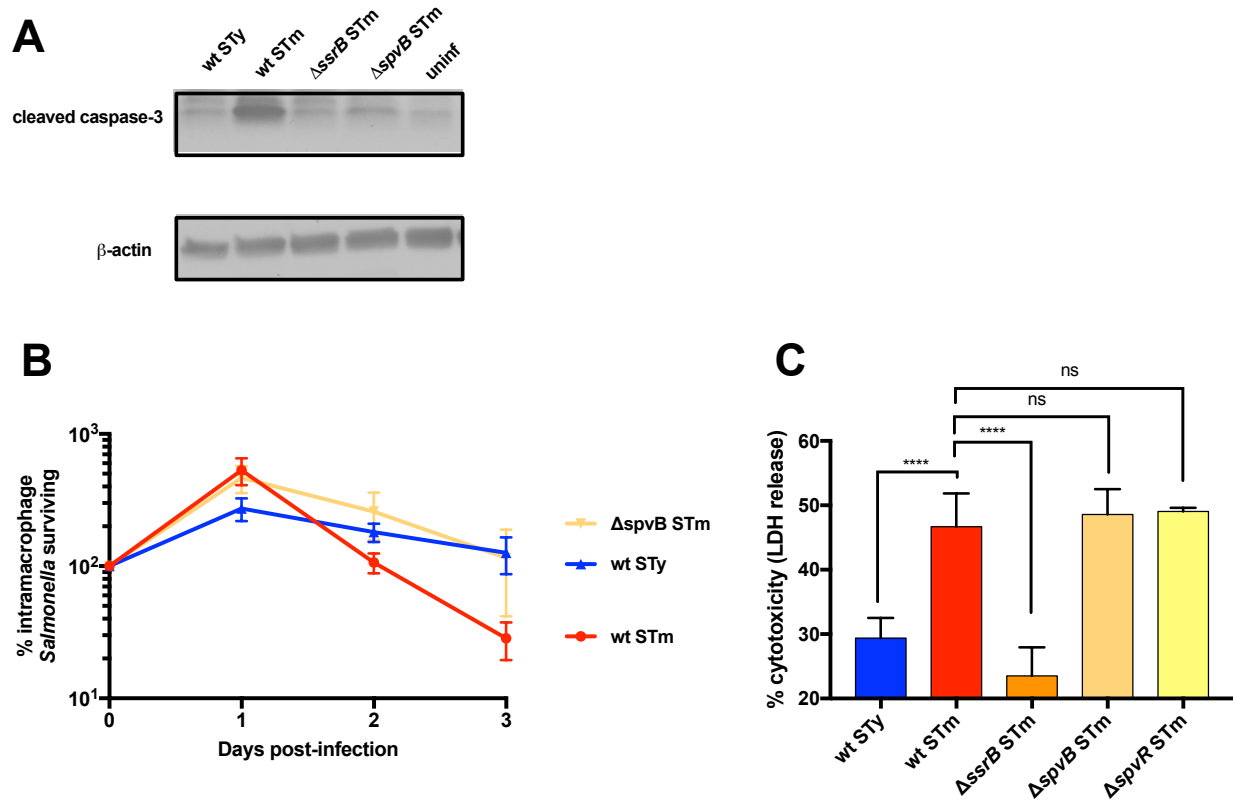 A
wt STy
wt STm
ΔssrB STm
ΔspvB STm
uninf
cleaved caspase-3
β-actin
B
% intramacrophage
Salmonella surviving
10³
10²
10¹
0
1
2
3
Days post-infection
ΔspvB STm
wt STy
wt STm
C
% cytotoxicity (LDH release)
60
50
40
30
20
ns
ns
****
****
wt STy
wt STm
ΔssrB STm
ΔspvB STm
ΔspvR STm